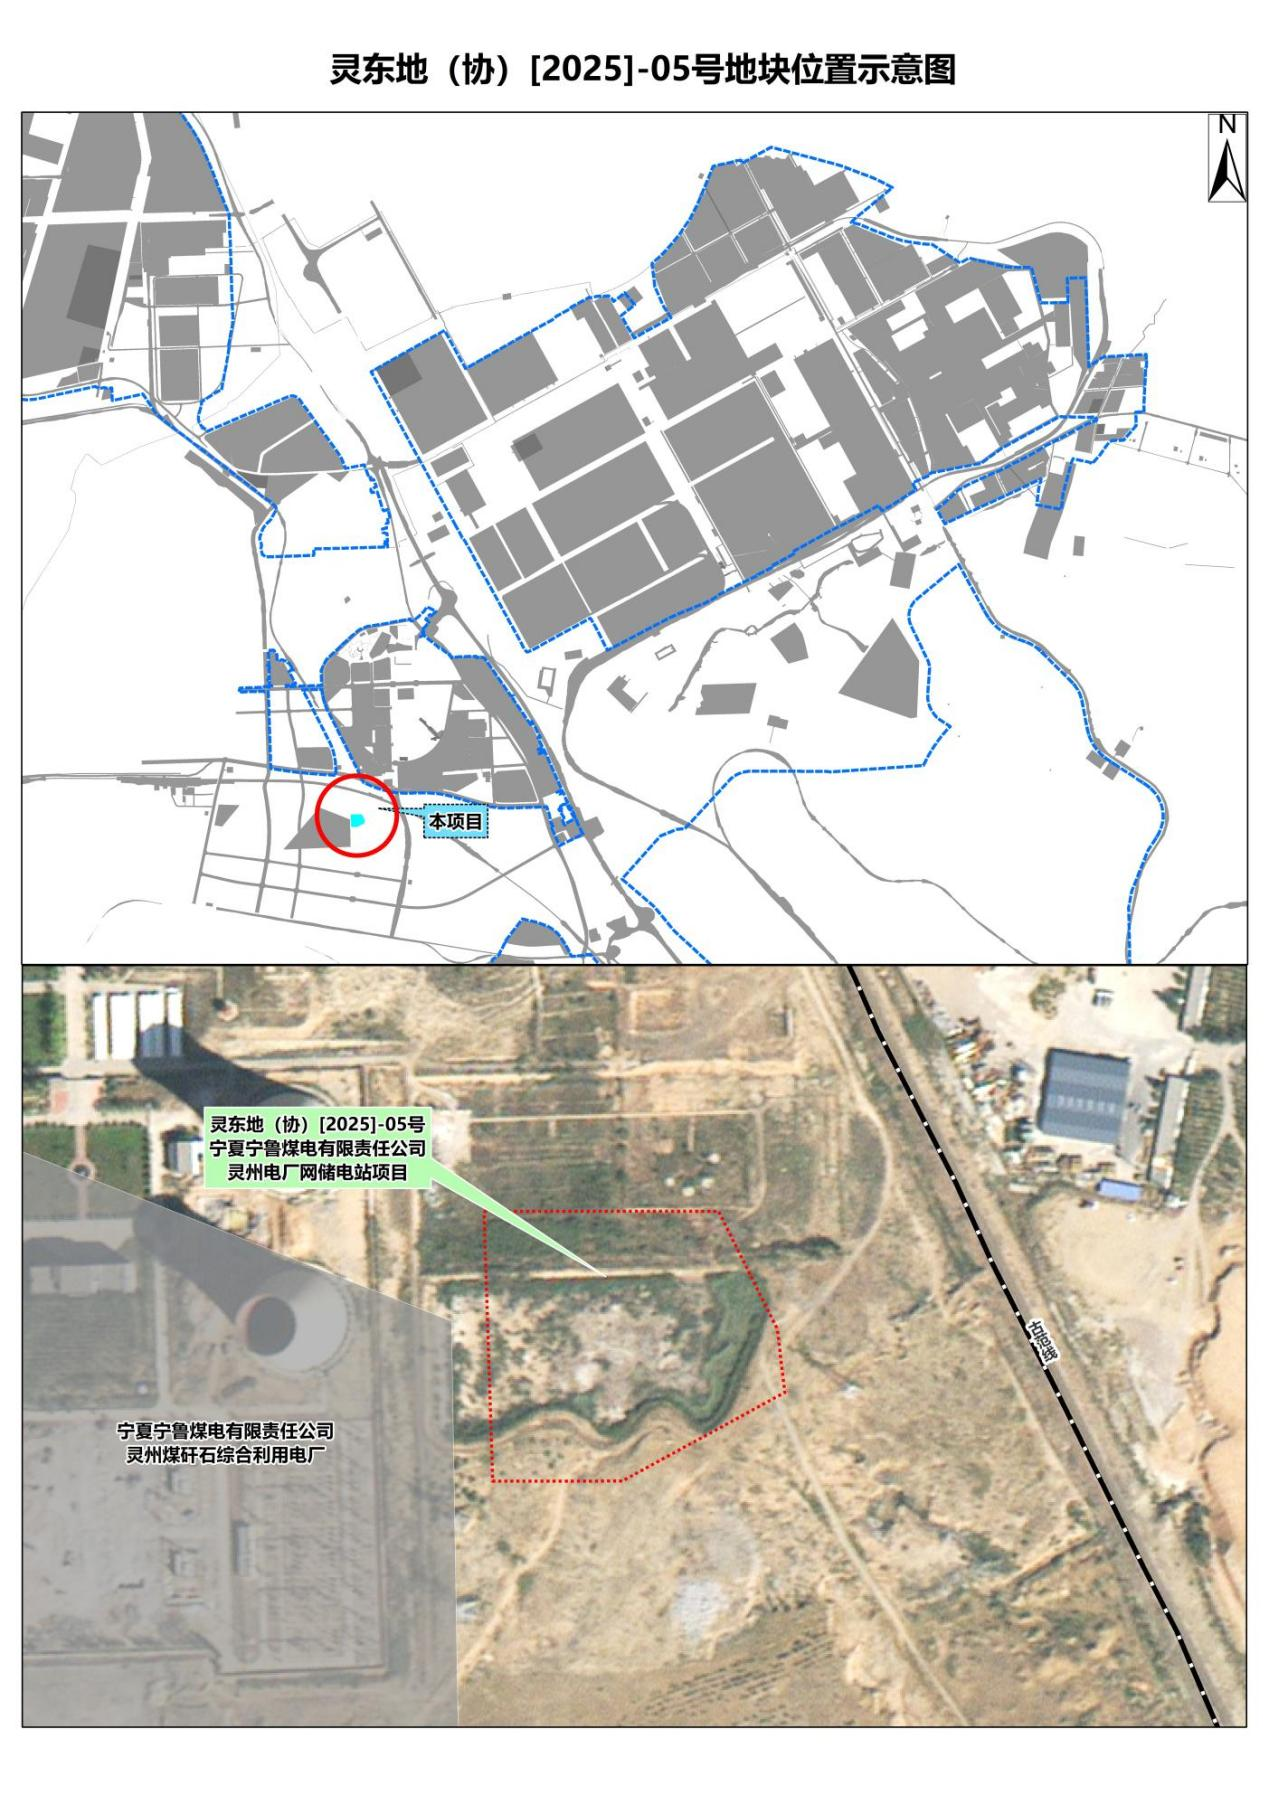 灵东地（协）[2025]-05号地块位置示意图
N
本项目
灵东地（协）[2025]-05号
宁夏宁鲁煤电有限责任公司
灵州电厂网储电站项目
古窑线
宁夏宁鲁煤电有限责任公司
灵州煤矸石综合利用电厂